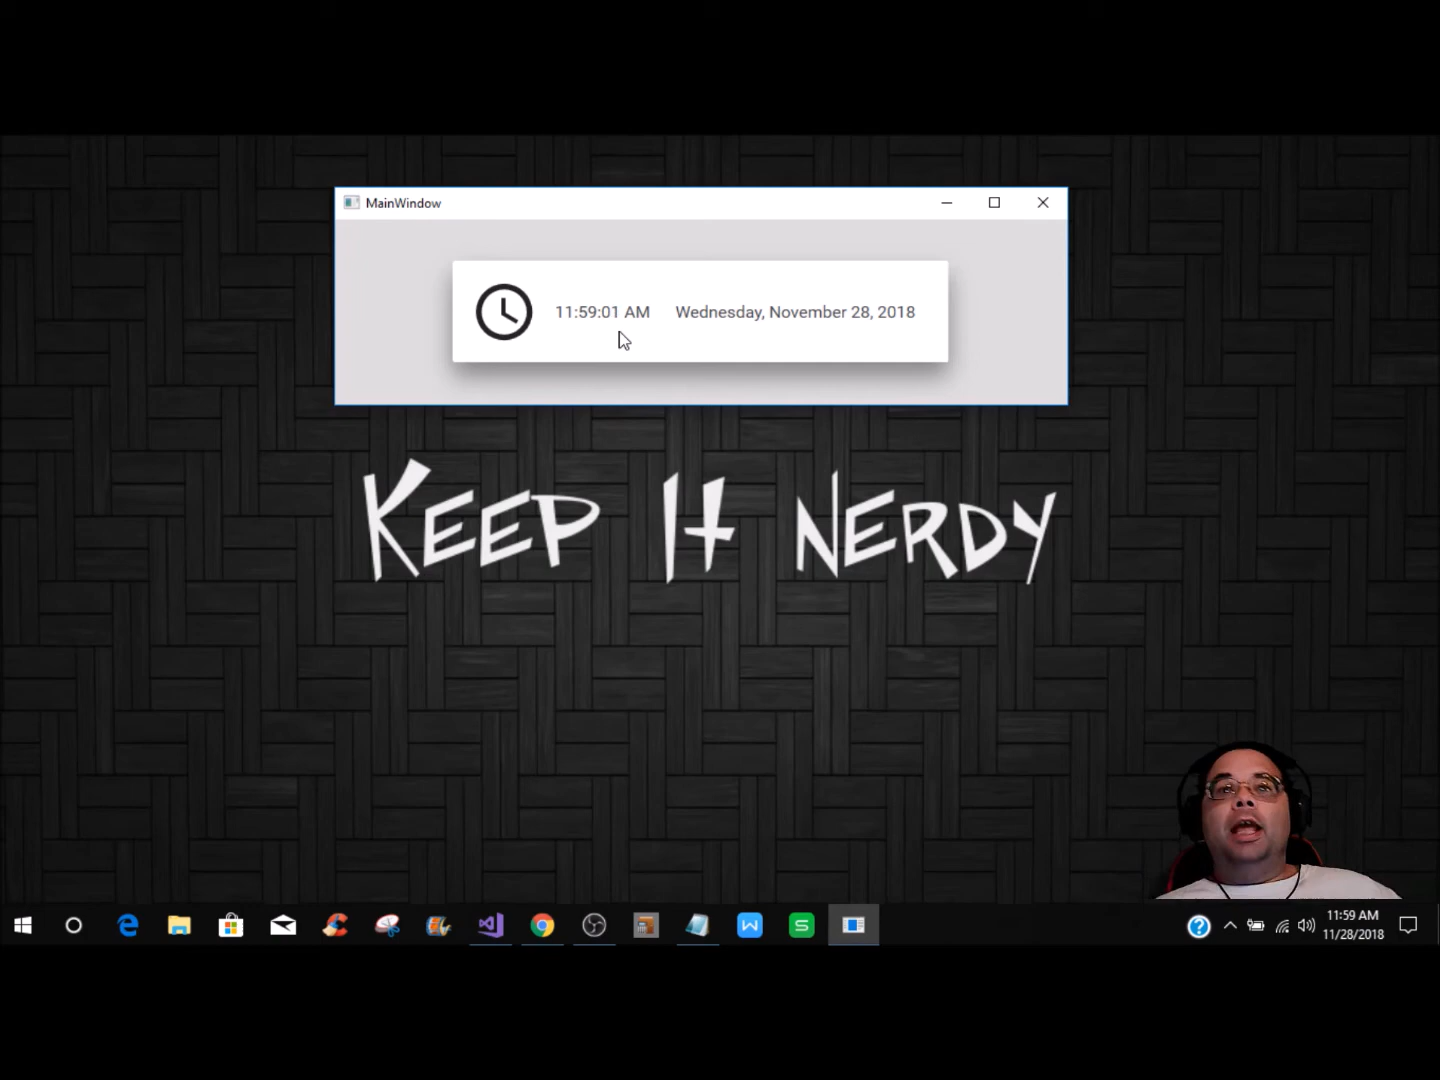 MainWindow
11:59:01 AM Wednesday, November 28, 2018
Keep It Nerdy
11:59 AM
11/28/2018